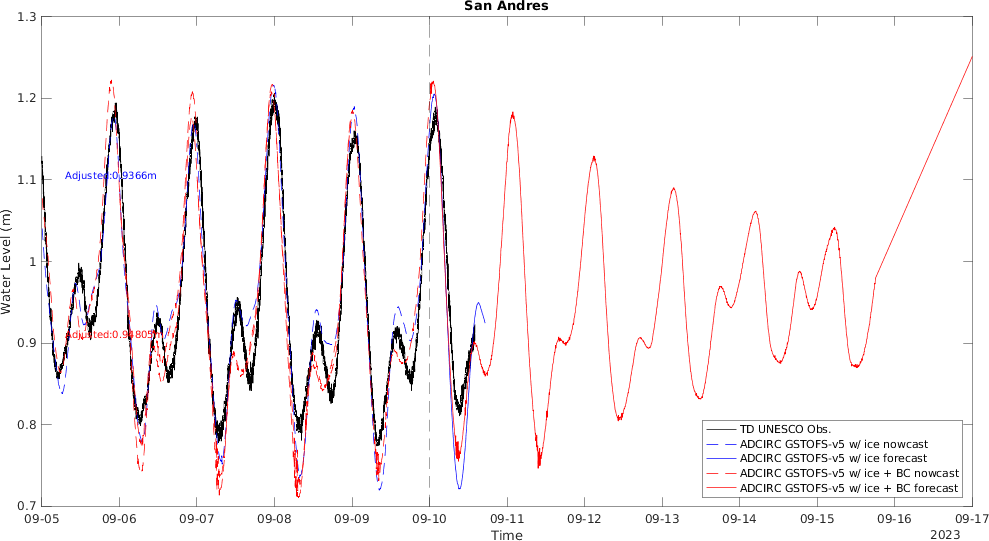 San Andres
1.3
1.2
1.1
1
0.9
0.8
0.7
Water Level (m)
Adjusted:0.9366m
Adjusted:0.94805m
TD UNESCO Obs.
ADCIRC GSTOFS-v5 w/ ice nowcast
ADCIRC GSTOFS-v5 w/ ice forecast
ADCIRC GSTOFS-v5 w/ ice + BC nowcast
ADCIRC GSTOFS-v5 w/ ice + BC forecast
09-05 09-06 09-07 09-08 09-09 09-10 09-11 09-12 09-13 09-14 09-15 09-16 09-17
Time
2023